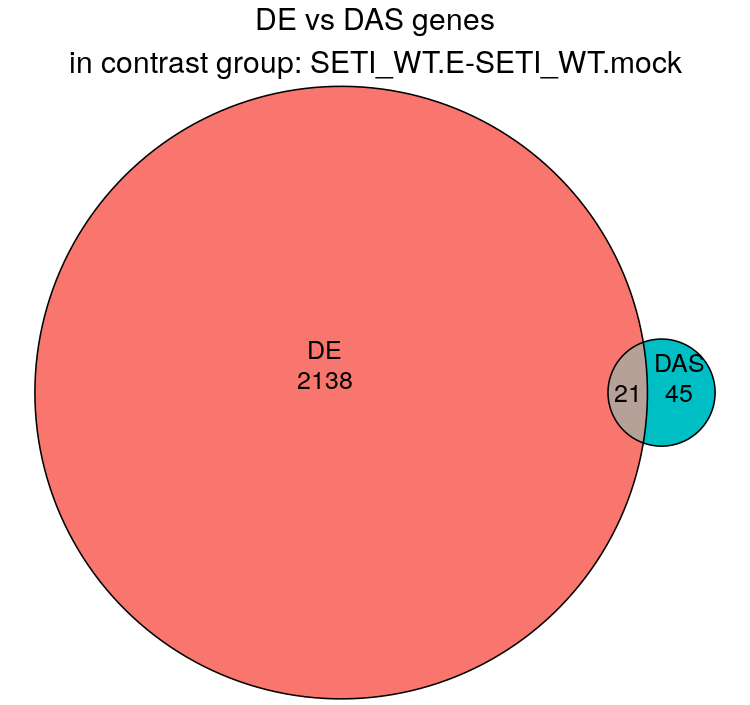 DE vs DAS genes
in contrast group: SETI_WT.E-SETI_WT.mock
DE
2138
21
DAS
45